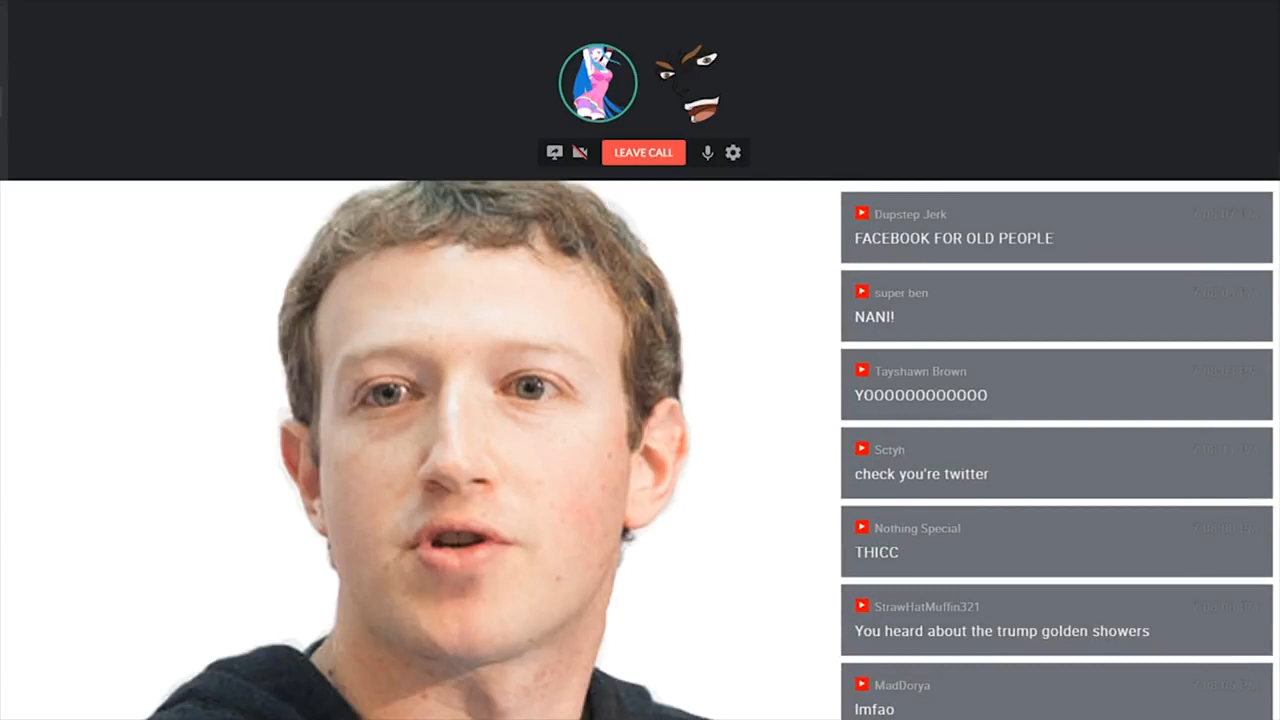 LEAVE CALL
Dupstep Jerk
FACEBOOK FOR OLD PEOPLE
super ben
NANI!
Tayshawn Brown
YOOOOOOOOOOOO
Sctyh
check you're twitter
Nothing Special
THICC
StrawHatMuffin321
You heard about the trump golden showers
MadDorya
lmfao